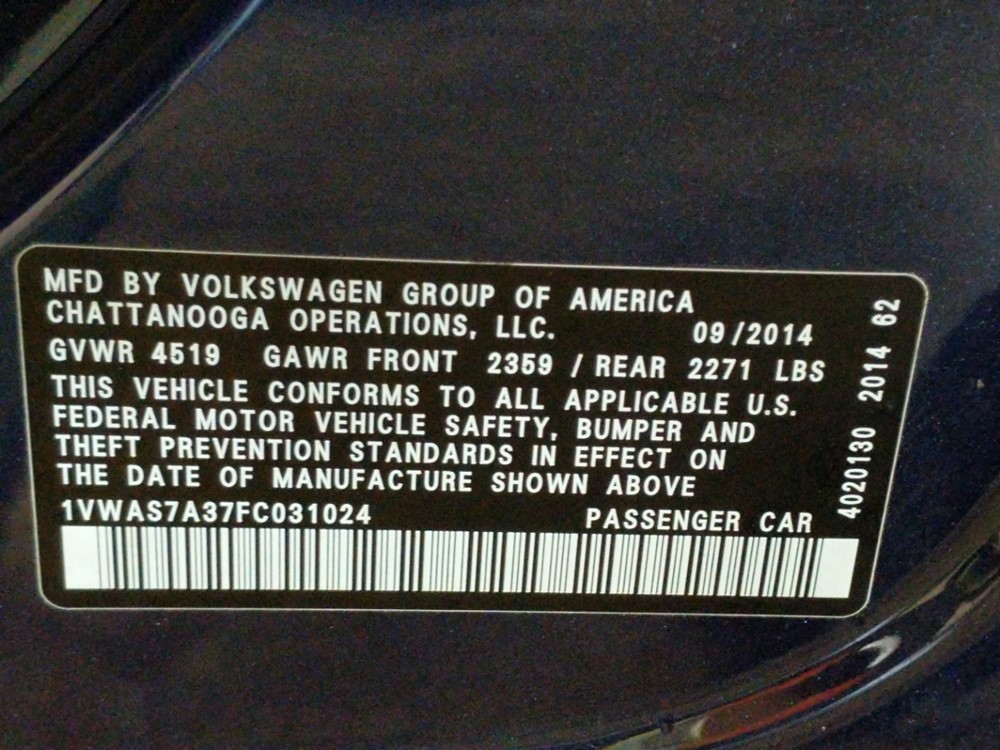 MFD BY VOLKSWAGEN GROUP OF AMERICA
CHATTANOOGA OPERATIONS, LLC. 09/2014
GVWR 4519 GAWR FRONT 2359 / REAR 2271 LBS
THIS VEHICLE CONFORMS TO ALL APPLICABLE U.S.
FEDERAL MOTOR VEHICLE SAFETY, BUMPER AND
THEFT PREVENTION STANDARDS IN EFFECT ON
THE DATE OF MANUFACTURE SHOWN ABOVE
1VWAS7A37FC031024 PASSENGER CAR
4020130 2014 62